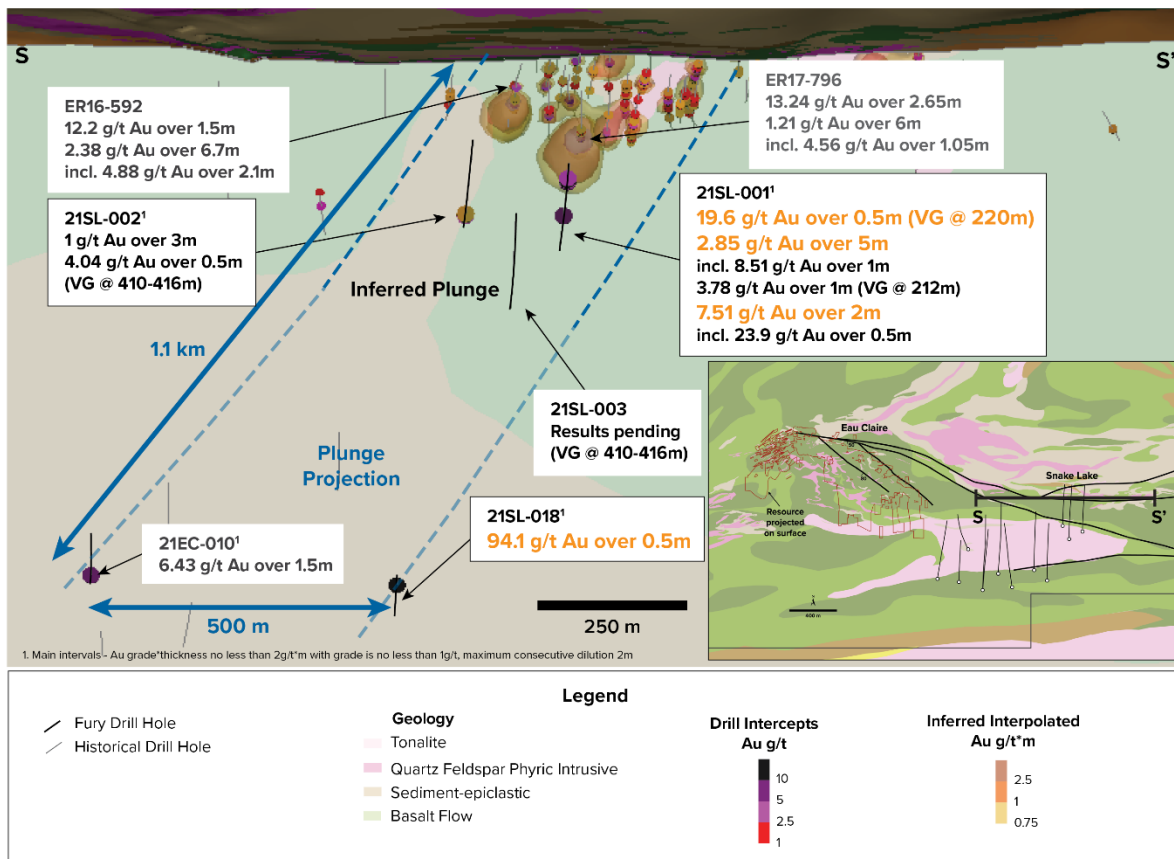 S
S'
ER16-592
12.2 g/t Au over 1.5m
2.38 g/t Au over 6.7m
incl. 4.88 g/t Au over 2.1m
ER17-796
13.24 g/t Au over 2.65m
1.21 g/t Au over 6m
incl. 4.56 g/t Au over 1.05m
21SL-002¹
1 g/t Au over 3m
4.04 g/t Au over 0.5m
(VG @ 410-416m)
21SL-001¹
19.6 g/t Au over 0.5m (VG @ 220m)
2.85 g/t Au over 5m
incl. 8.51 g/t Au over 1m
3.78 g/t Au over 1m (VG @ 212m)
7.51 g/t Au over 2m
incl. 23.9 g/t Au over 0.5m
Inferred Plunge
1.1 km
21SL-003
Results pending
(VG @ 410-416m)
Plunge
Projection
21SL-018¹
94.1 g/t Au over 0.5m
21EC-010¹
6.43 g/t Au over 1.5m
500 m
250 m
Eau Claire
Snake Lake
S
S'
Resource
projected
on surface
1. Main intervals - Au grade*thickness no less than 2g/t*m with grade is no less than 1g/t, maximum consecutive dilution 2m
Legend
Fury Drill Hole
Historical Drill Hole
Geology
Tonalite
Quartz Feldspar Phyric Intrusive
Sediment-epiclastic
Basalt Flow
Drill Intercepts
Au g/t
10
5
2.5
1
Inferred Interpolated
Au g/t*m
2.5
1
0.75